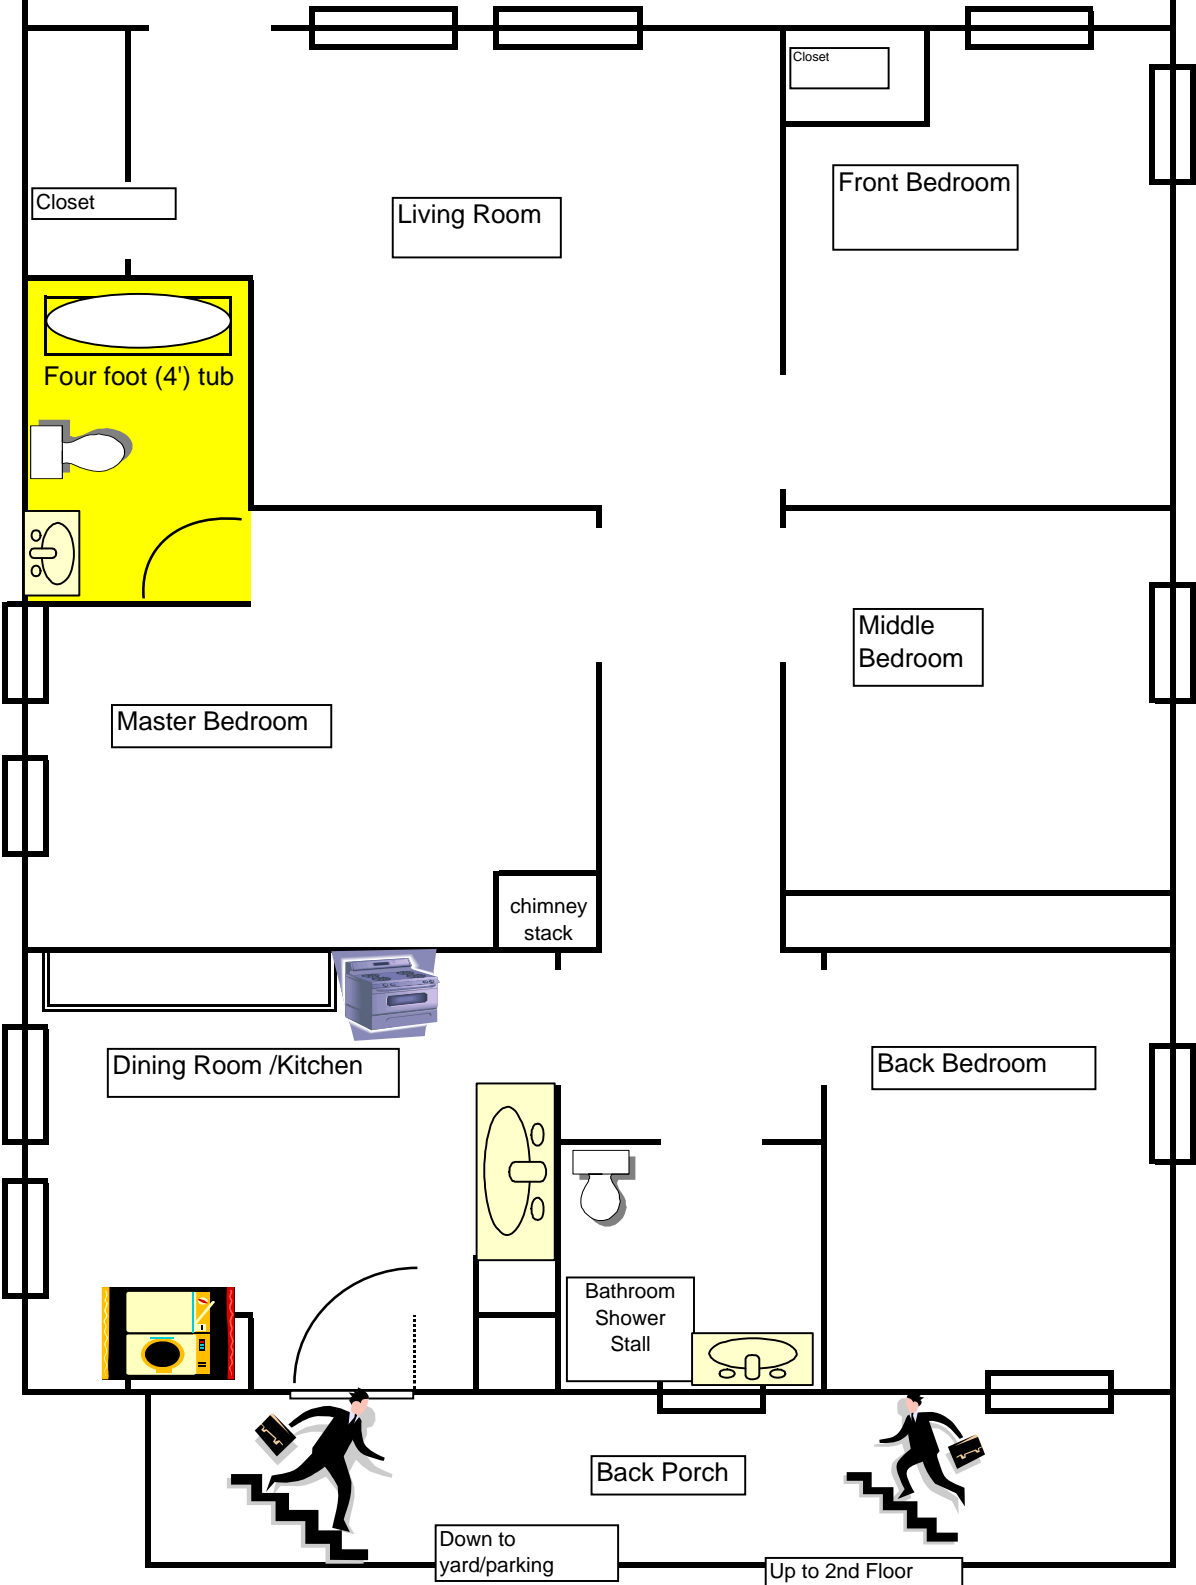 Closet
Closet
Front Bedroom
Living Room
Four foot (4') tub
Middle
Bedroom
Master Bedroom
chimney
stack
Dining Room /Kitchen
Back Bedroom
Bathroom
Shower
Stall
Back Porch
Down to
yard/parking
Up to 2nd Floor